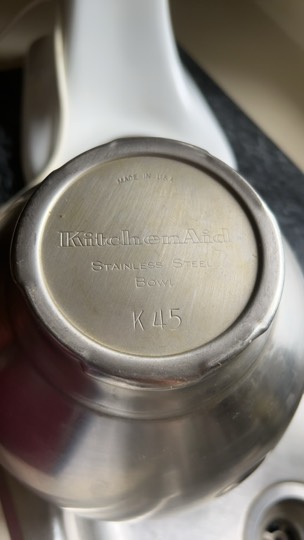 MADE IN U.S.A.
KitchenAid
STAINLESS STEEL
BOWL
K45